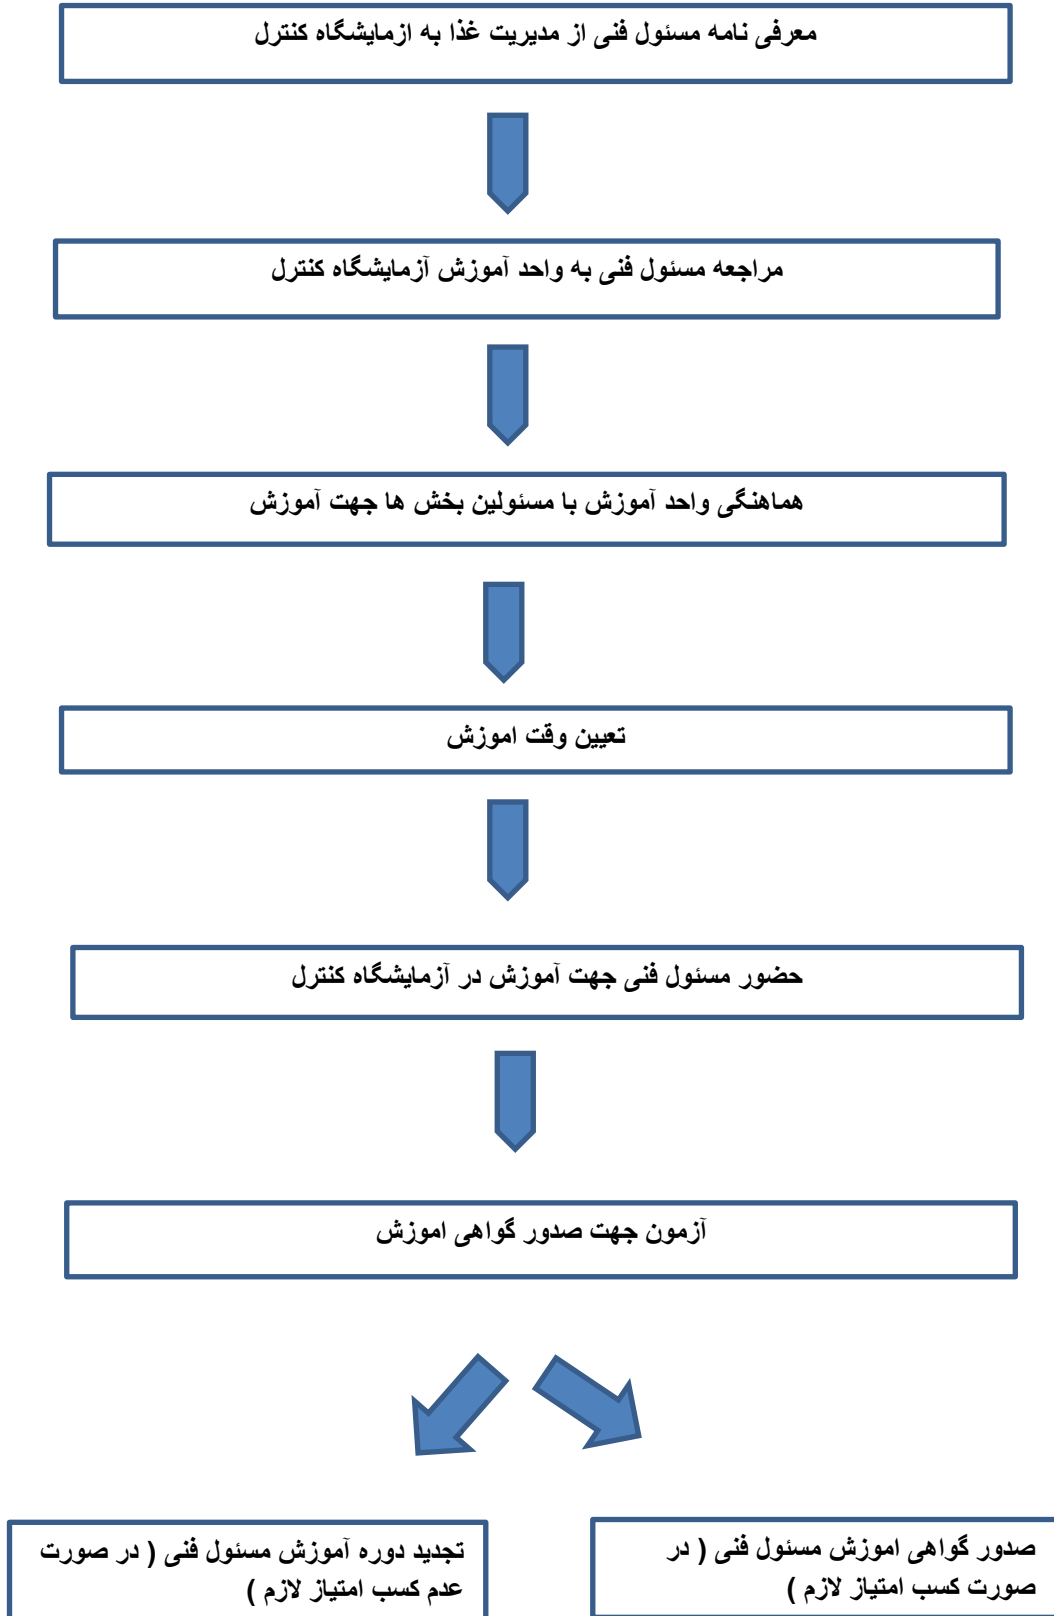 معرفی نامه مسئول فنی از مدیریت غذا به ازمایشگاه کنترل
مراجعه مسئول فنی به واحد آموزش آزمایشگاه کنترل
هماهنگی واحد آموزش با مسئولین بخش ها جهت آموزش
تعیین وقت اموزش
حضور مسئول فنی جهت آموزش در آزمایشگاه کنترل
آزمون جهت صدور گواهی اموزش
صدور گواهی اموزش مسئول فنی ( در
صورت کسب امتیاز لازم )
تجدید دوره آموزش مسئول فنی ( در صورت
عدم کسب امتیاز لازم )